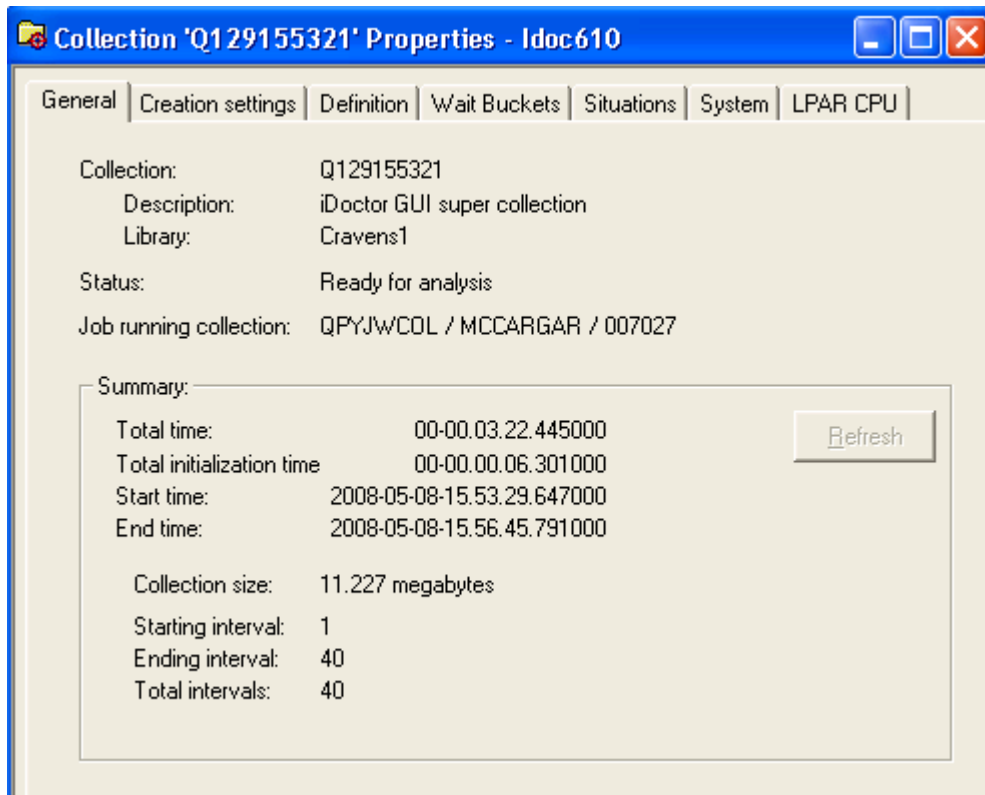 Collection 'Q129155321' Properties - Idoc610
General Creation settings Definition Wait Buckets Situations System LPAR CPU
Collection: Q129155321
Description: iDoctor GUI super collection
Library: Cravens1
Status: Ready for analysis
Job running collection: QPYJWCOL / MCCARGAR / 007027
Summary:
Total time: 00-00.03.22.445000
Refresh
Total initialization time 00-00.00.06.301000
Start time: 2008-05-08-15.53.29.647000
End time: 2008-05-08-15.56.45.791000
Collection size: 11.227 megabytes
Starting interval: 1
Ending interval: 40
Total intervals: 40